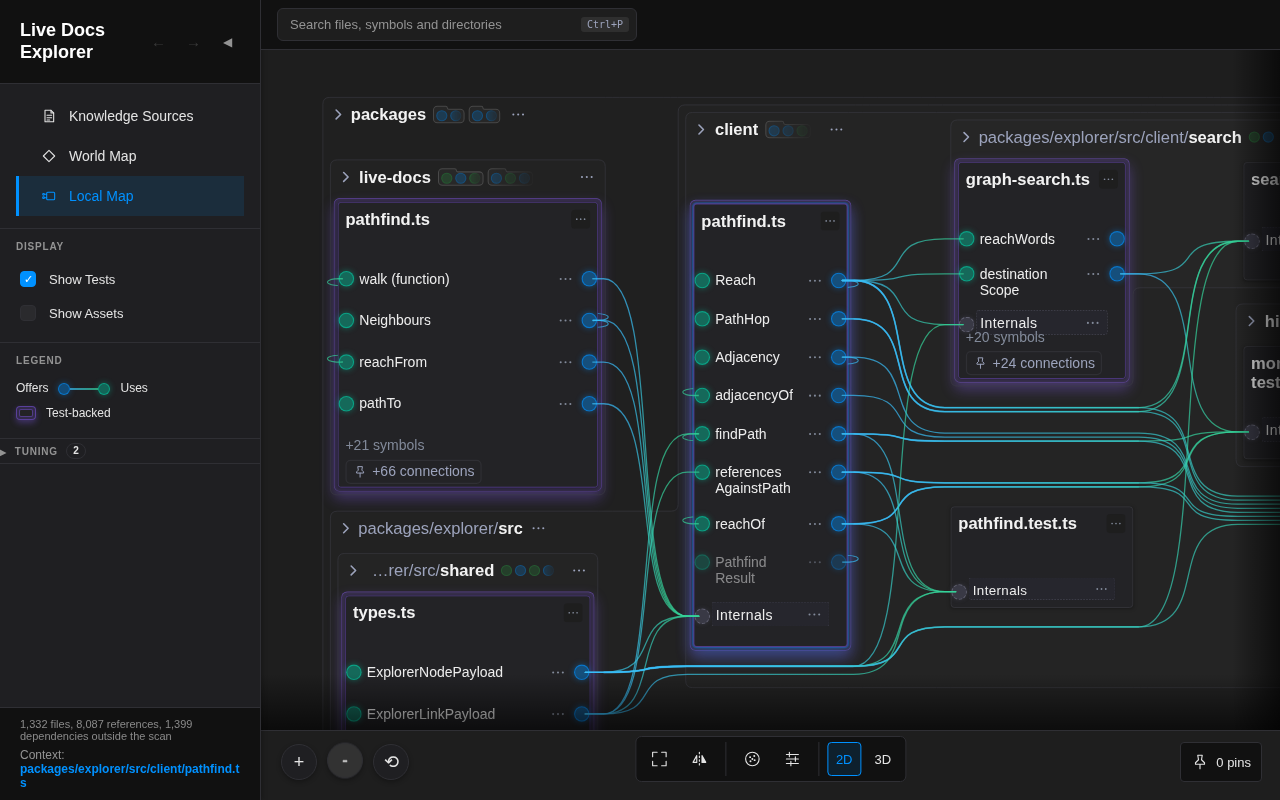 Live Docs
Explorer
Search files, symbols and directories
Ctrl+P
Knowledge Sources
World Map
Local Map
DISPLAY
Show Tests
Show Assets
LEGEND
Offers
Uses
Test-backed
TUNING
2
1,332 files, 8,087 references, 1,399
dependencies outside the scan
Context:
packages/explorer/src/client/pathfind.t
s
packages
live-docs
pathfind.ts
walk (function)
Neighbours
reachFrom
pathTo
+21 symbols
+66 connections
packages/explorer/src
…rer/src/shared
types.ts
ExplorerNodePayload
ExplorerLinkPayload
client
pathfind.ts
Reach
PathHop
Adjacency
adjacencyOf
findPath
references
AgainstPath
reachOf
Pathfind
Result
Internals
packages/explorer/src/client/search
graph-search.ts
reachWords
destination
Scope
Internals
+20 symbols
+24 connections
pathfind.test.ts
Internals
+
-
2D
3D
0 pins